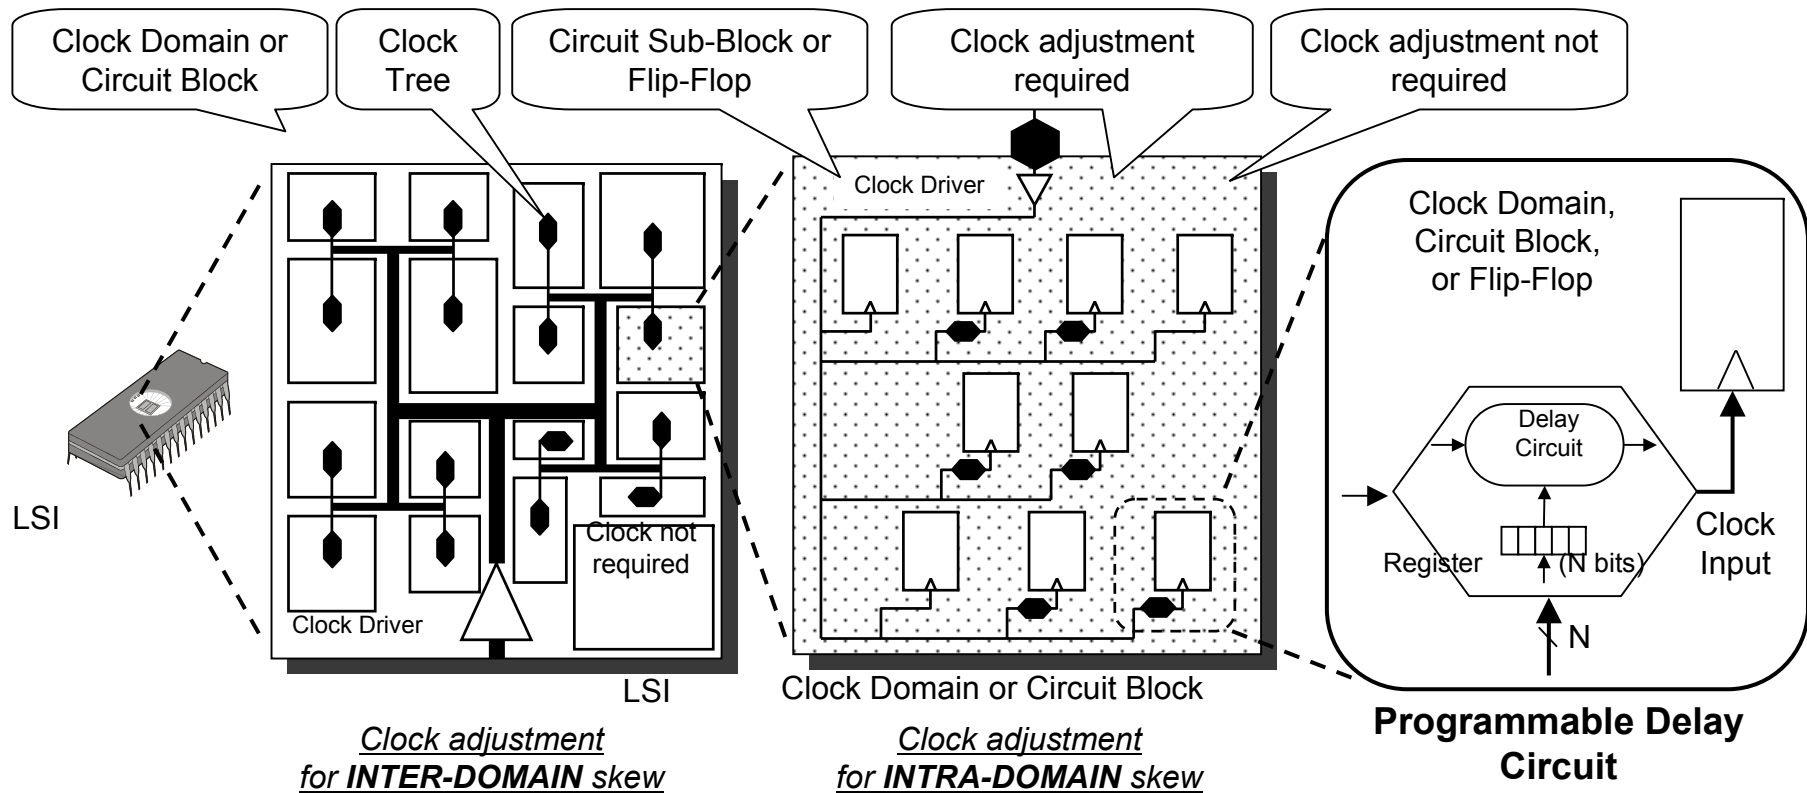 Clock Domain or
Circuit Block
Clock
Tree
Circuit Sub-Block or
Flip-Flop
Clock adjustment
required
Clock adjustment not
required
LSI
Clock not
required
Clock Driver
LSI
Clock adjustment
for INTER-DOMAIN skew
Clock Driver
Clock Domain or Circuit Block
Clock adjustment
for INTRA-DOMAIN skew
Clock Domain,
Circuit Block,
or Flip-Flop
Delay
Circuit
Register
(N bits)
Clock
Input
N
Programmable Delay
Circuit